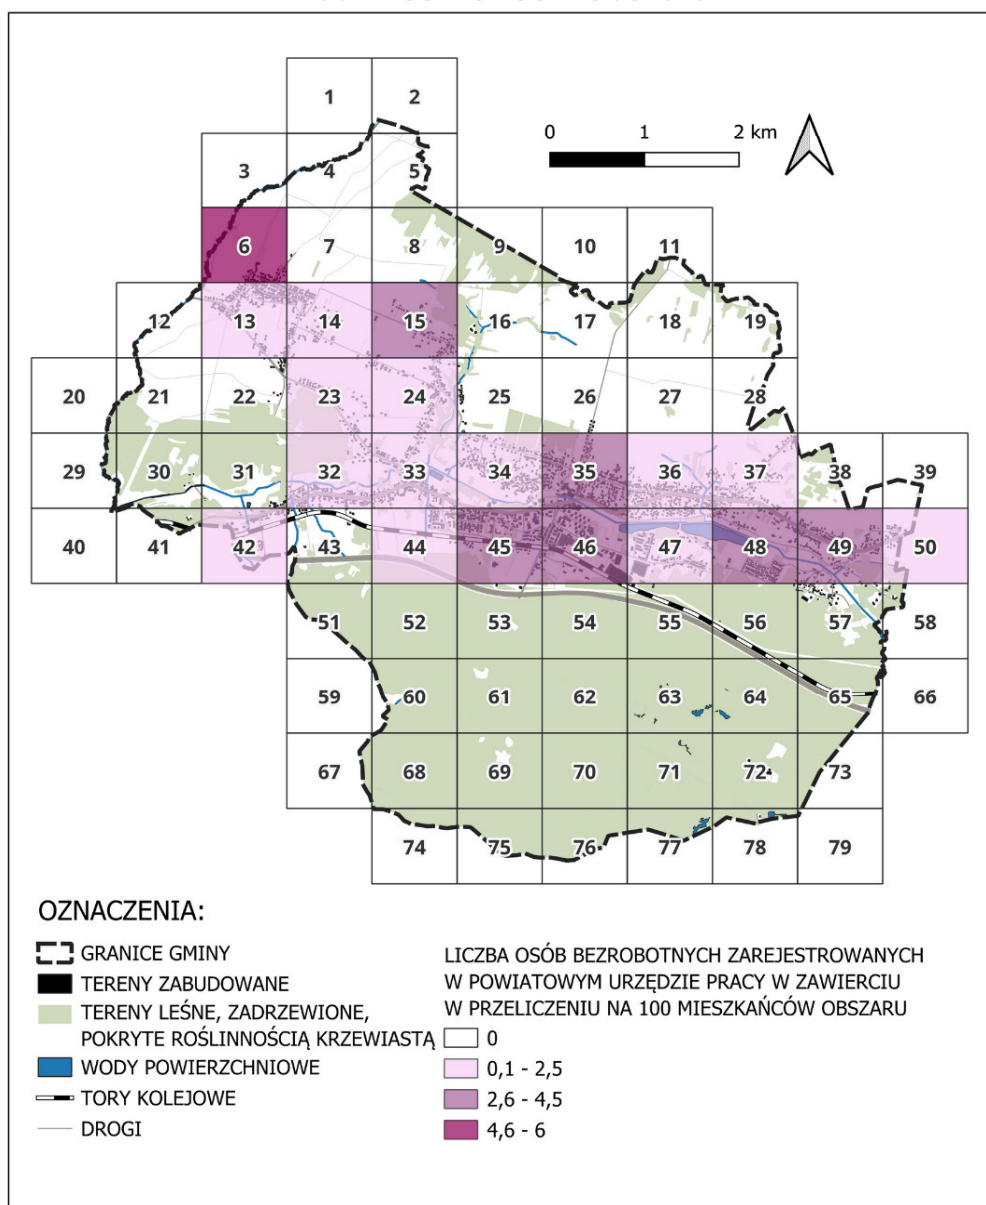 1 2
0 1 2 km
3 4 5
6 7 8 9 10 11
12 13 14 15 16 17 18 19
20 21 22 23 24 25 26 27 28
29 30 31 32 33 34 35 36 37 38 39
40 41 42 43 44 45 46 47 48 49 50
51 52 53 54 55 56 57 58
59 60 61 62 63 64 65 66
67 68 69 70 71 72 73
74 75 76 77 78 79
OZNACZENIA:
GRANICE GMINY
TERENY ZABUDOWANE
TERENY LEŚNE, ZADRZEWIONE,
POKRYTE ROŚLINNOŚCIĄ KRZEWIASTĄ
WODY POWIERZCHNIOWE
TORY KOLEJOWE
DROGI
LICZBA OSÓB BEZROBOTNYCH ZAREJESTROWANYCH
W POWIATOWYM URZĘDZIE PRACY W ZAWIERCIU
W PRZELICZENIU NA 100 MIESZKAŃCÓW OBSZARU
0
0,1 - 2,5
2,6 - 4,5
4,6 - 6